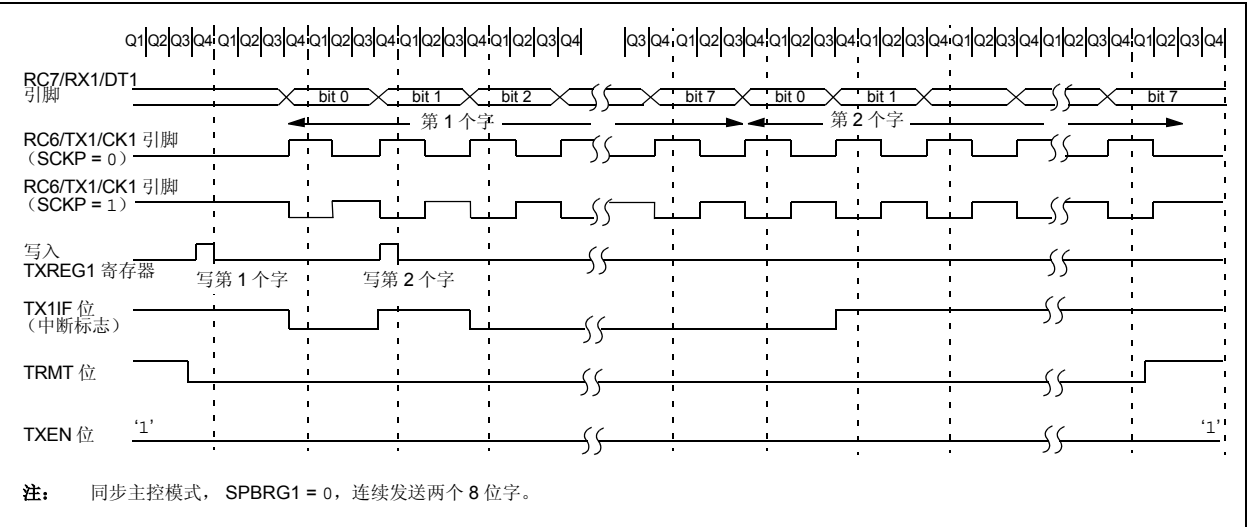 Q1 Q2 Q3 Q4 Q1 Q2 Q3 Q4 Q1 Q2 Q3 Q4 Q1 Q2 Q3 Q4 Q1 Q2 Q3 Q4 Q3 Q4 Q1 Q2 Q3 Q4 Q1 Q2 Q3 Q4 Q1 Q2 Q3 Q4 Q1 Q2 Q3 Q4 Q1 Q2 Q3 Q4 Q1 Q2 Q3 Q4
RC7/RX1/DT1
引脚
bit 0 bit 1 bit 2 bit 7 bit 0 bit 1 bit 7
第 1 个字 第 2 个字
RC6/TX1/CK1 引脚
（SCKP = 0）
RC6/TX1/CK1 引脚
（SCKP = 1）
写入
TXREG1 寄存器
写第 1 个字 写第 2 个字
TX1IF 位
（中断标志）
TRMT 位
TXEN 位 ‘1’ ‘1’
注： 同步主控模式， SPBRG1 = 0，连续发送两个 8 位字。